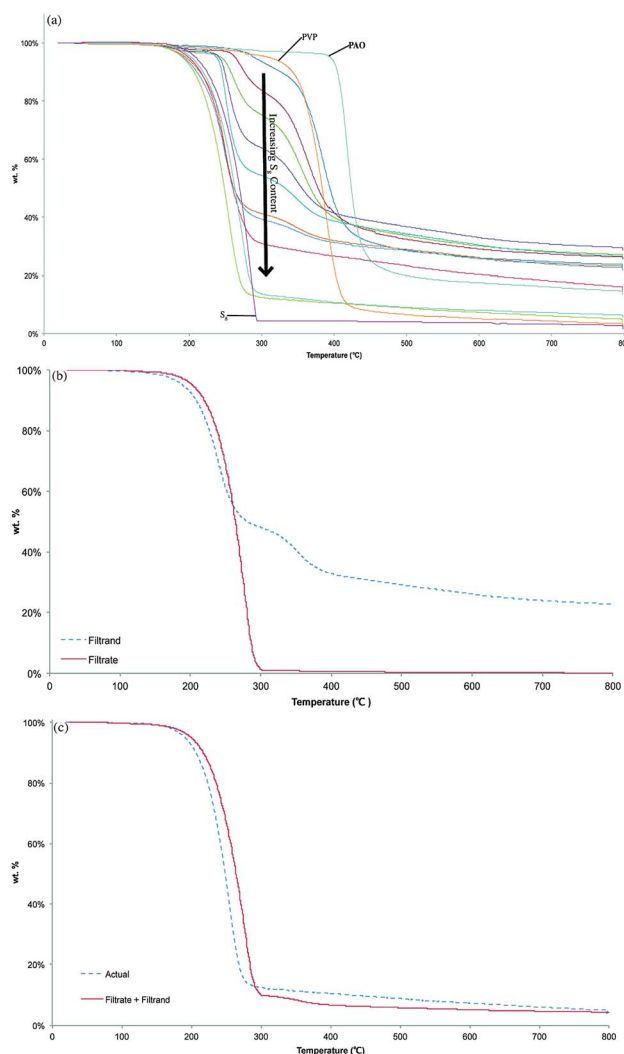 (a)
100%
80%
60%
40%
20%
0%
wt. %
PVP
PAO
Increasing S8 Content
S8
0
100
200
300
400
500
600
700
800
Temperature (℃)
(b)
100%
80%
60%
40%
20%
0%
wt. %
Filtrand
Filtrate
0
100
200
300
400
500
600
700
800
Temperature (℃ )
(c)
100%
80%
60%
40%
20%
0%
wt. %
Actual
Filtrate + Filtrand
0
100
200
300
400
500
600
700
800
Temperature (℃)